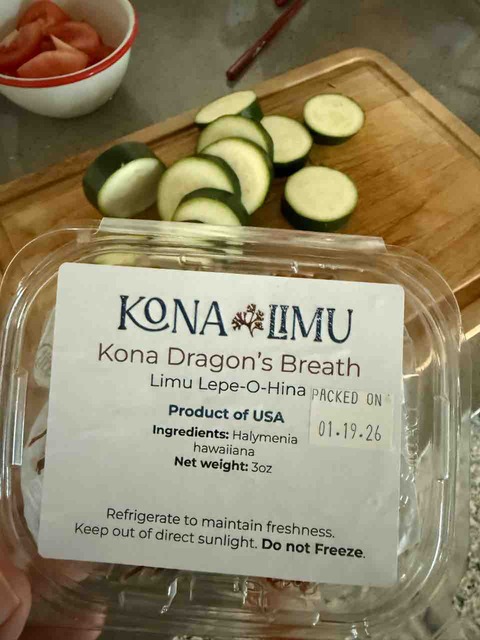 KONA LIMU
Kona Dragon's Breath
Limu Lepe-O-Hina
PACKED ON
01.19.26
Product of USA
Ingredients: Halymenia
hawaiiana
Net weight: 3oz
Refrigerate to maintain freshness.
Keep out of direct sunlight. Do not Freeze.